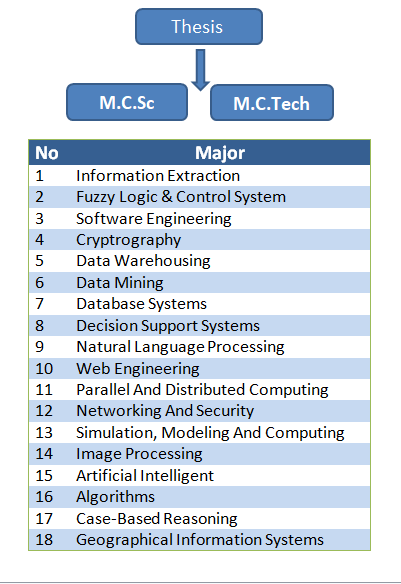 Thesis
M.C.Sc
M.C.Tech
No Major
1 Information Extraction
2 Fuzzy Logic & Control System
3 Software Engineering
4 Cryptrography
5 Data Warehousing
6 Data Mining
7 Database Systems
8 Decision Support Systems
9 Natural Language Processing
10 Web Engineering
11 Parallel And Distributed Computing
12 Networking And Security
13 Simulation, Modeling And Computing
14 Image Processing
15 Artificial Intelligent
16 Algorithms
17 Case-Based Reasoning
18 Geographical Information Systems